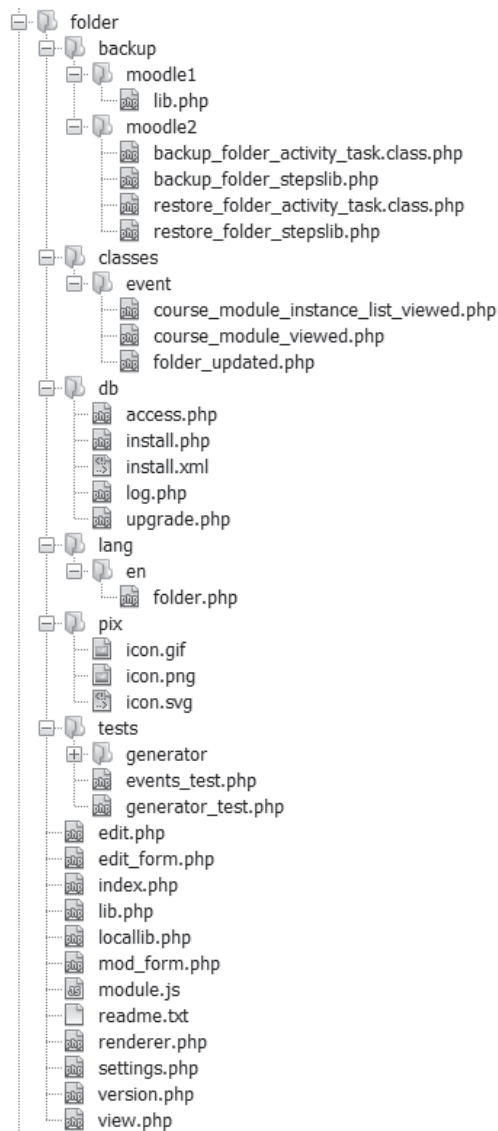 folder
backup
moodle1
lib.php
moodle2
backup_folder_activity_task.class.php
backup_folder_stepslib.php
restore_folder_activity_task.class.php
restore_folder_stepslib.php
classes
event
course_module_instance_list_viewed.php
course_module_viewed.php
folder_updated.php
db
access.php
install.php
install.xml
log.php
upgrade.php
lang
en
folder.php
pix
icon.gif
icon.png
icon.svg
tests
generator
events_test.php
generator_test.php
edit.php
edit_form.php
index.php
lib.php
locallib.php
mod_form.php
module.js
readme.txt
renderer.php
settings.php
version.php
view.php